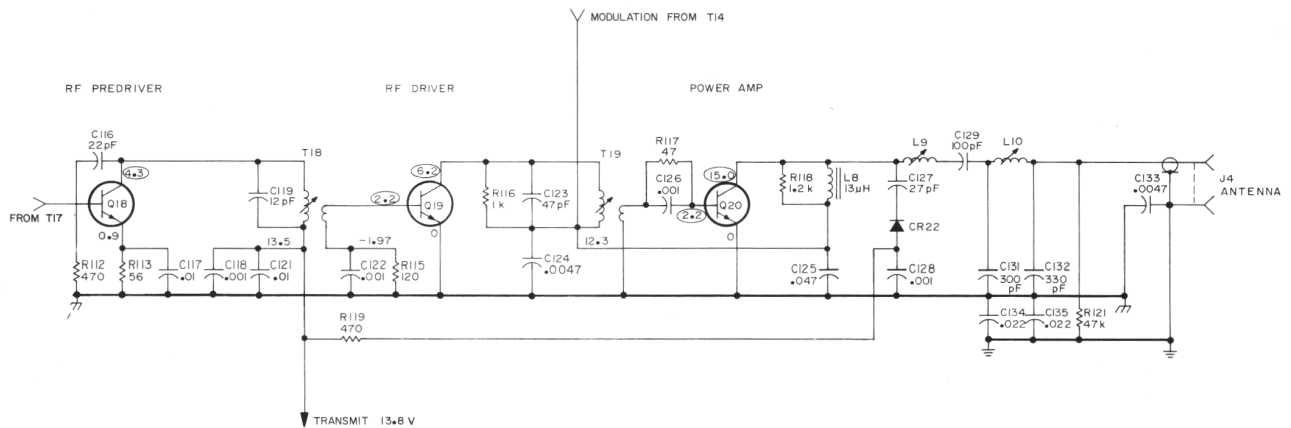 MODULATION FROM T14
RF PREDRIVER
RF DRIVER
POWER AMP
C116
22pF
4.3
T18
C119
12pF
Q18
FROM T17
0.9
13.5
R112
470
R113
56
C117
.01
C118
.001
C121
.01
2.2
6.2
Q19
0
-1.97
C122
.001
R115
120
R116
1k
C123
47pF
T19
C124
.0047
12.3
R117
47
C126
.001
2.2
15.0
Q20
0
R118
1.2k
L8
13µH
L9
C129
100pF
L10
C127
27pF
CR22
C125
.047
C128
.001
C131
300
pF
C132
330
pF
C133
.0047
J4
ANTENNA
C134
.022
C135
.022
R121
47k
R119
470
TRANSMIT 13.8 V